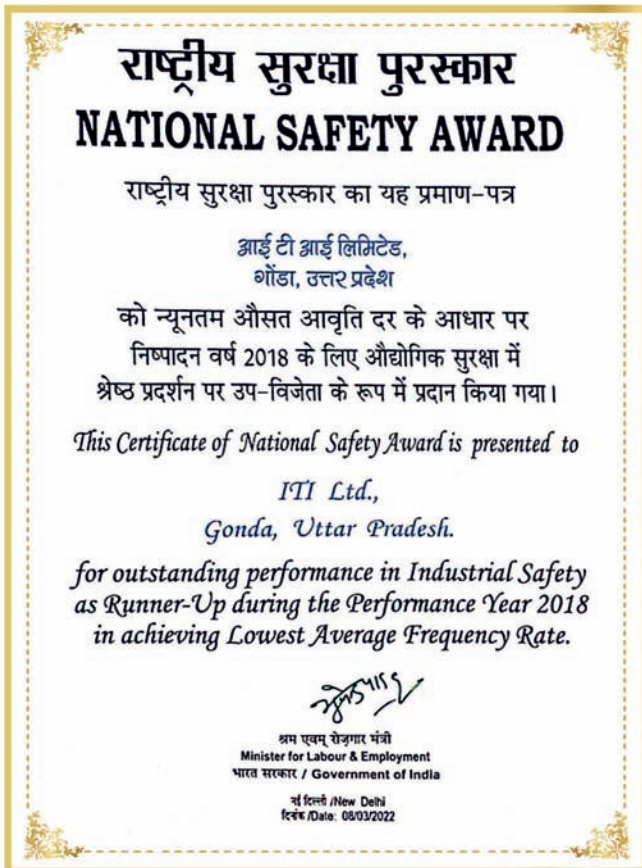 राष्ट्रीय सुरक्षा पुरस्कार
NATIONAL SAFETY AWARD
राष्ट्रीय सुरक्षा पुरस्कार का यह प्रमाण-पत्र
आई टी आई लिमिटेड,
गोंडा, उत्तर प्रदेश
को न्यूनतम औसत आवृति दर के आधार पर
निष्पादन वर्ष 2018 के लिए औद्योगिक सुरक्षा में
श्रेष्ठ प्रदर्शन पर उप-विजेता के रूप में प्रदान किया गया।
This Certificate of National Safety Award is presented to
ITI Ltd.,
Gonda, Uttar Pradesh.
for outstanding performance in Industrial Safety
as Runner-Up during the Performance Year 2018
in achieving Lowest Average Frequency Rate.
श्रम एवम् रोज़गार मंत्री
Minister for Labour & Employment
भारत सरकार / Government of India
नई दिल्ली /New Delhi
दिनांक /Date: 08/03/2022